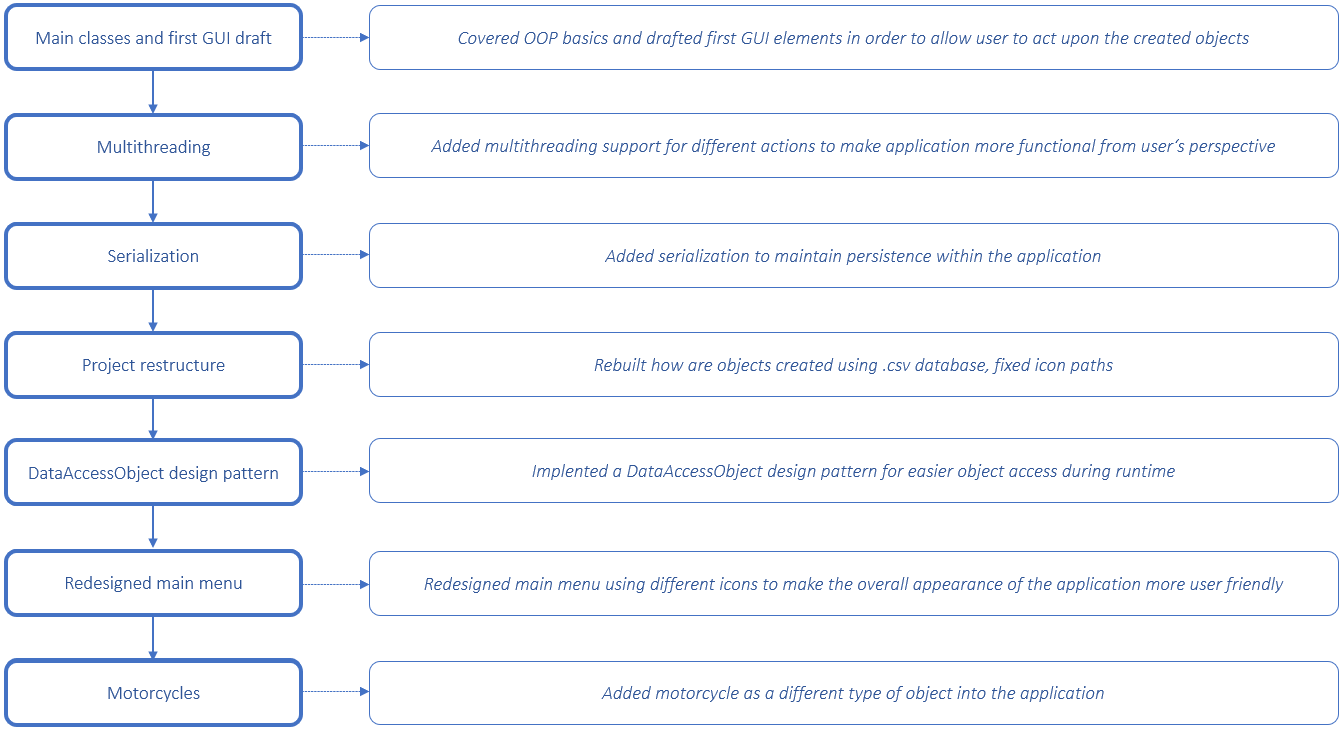 Main classes and first GUI draft
Covered OOP basics and drafted first GUI elements in order to allow user to act upon the created objects
Multithreading
Added multithreading support for different actions to make application more functional from user's perspective
Serialization
Added serialization to maintain persistence within the application
Project restructure
Rebuilt how are objects created using .csv database, fixed icon paths
DataAccessObject design pattern
Implented a DataAccessObject design pattern for easier object access during runtime
Redesigned main menu
Redesigned main menu using different icons to make the overall appearance of the application more user friendly
Motorcycles
Added motorcycle as a different type of object into the application